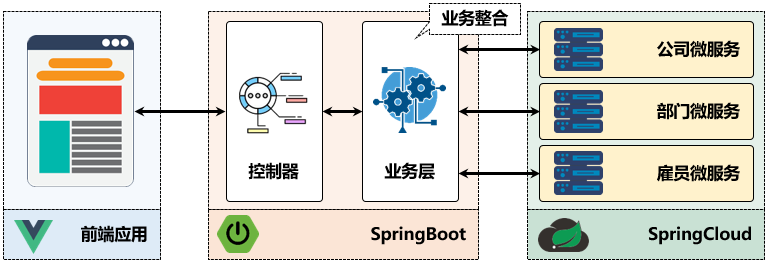 业务整合
公司微服务
部门微服务
控制器
业务层
雇员微服务
前端应用
SpringBoot
SpringCloud